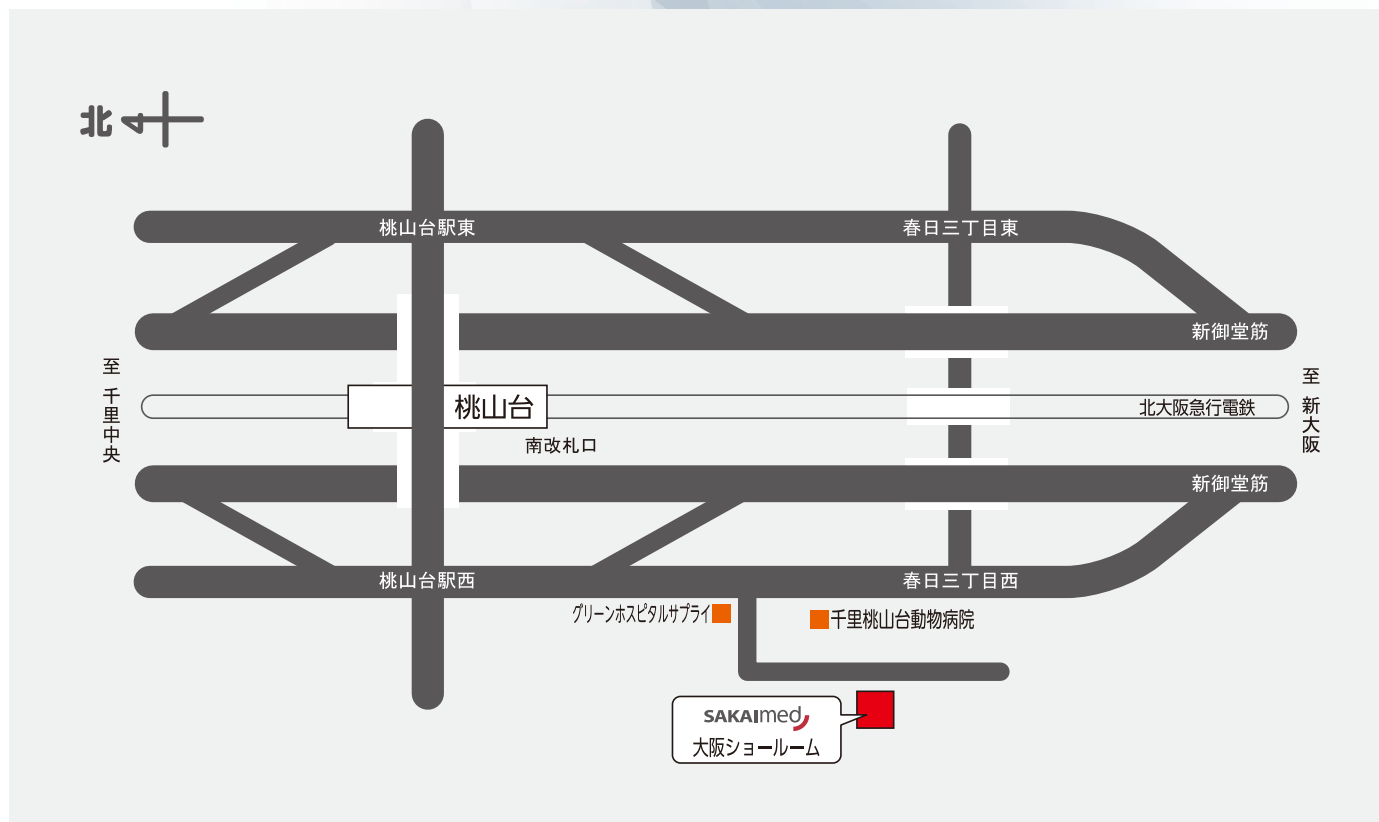 北
桃山台駅東
春日三丁目東
新御堂筋
至 千里中央
桃山台
北大阪急行電鉄
至 新大阪
南改札口
新御堂筋
桃山台駅西
春日三丁目西
グリーンホスピタルサプライ
千里桃山台動物病院
SAKAImed
大阪ショールーム